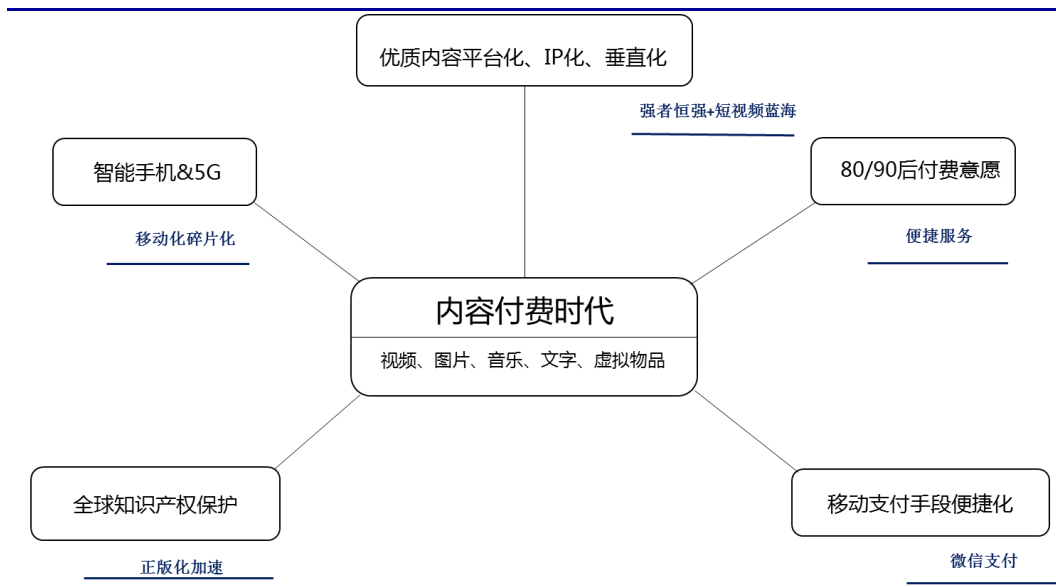 优质内容平台化、IP化、垂直化
强者恒强+短视频蓝海
智能手机&5G
80/90后付费意愿
移动化碎片化
便捷服务
内容付费时代
视频、图片、音乐、文字、虚拟物品
全球知识产权保护
移动支付手段便捷化
正版化加速
微信支付